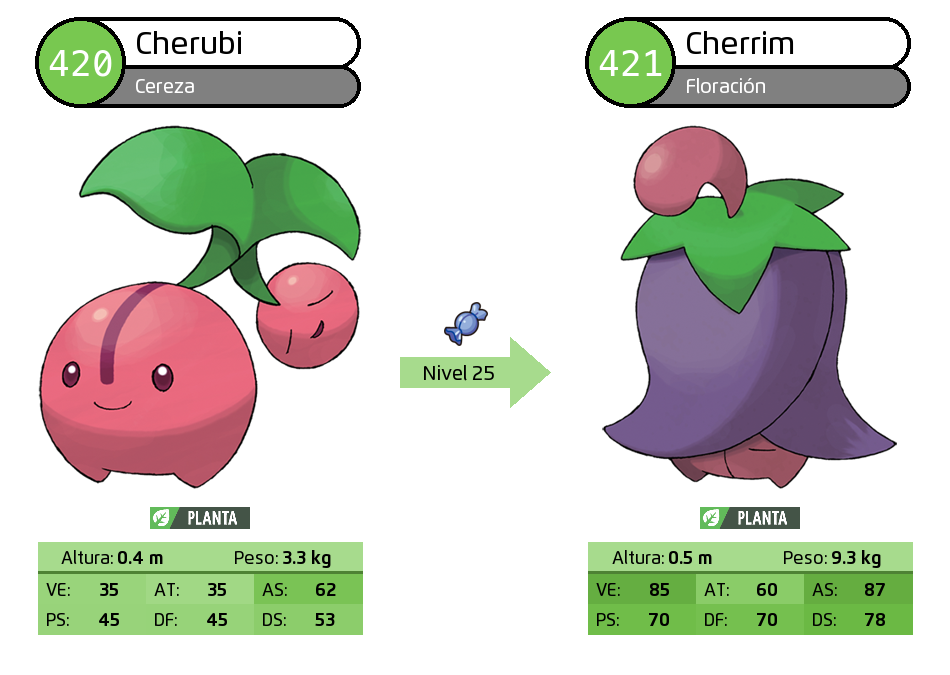 420
Cherubi
Cereza
PLANTA
Altura: 0.4 m Peso: 3.3 kg
VE: 35 AT: 35 AS: 62
PS: 45 DF: 45 DS: 53
Nivel 25
421
Cherrim
Floración
PLANTA
Altura: 0.5 m Peso: 9.3 kg
VE: 85 AT: 60 AS: 87
PS: 70 DF: 70 DS: 78